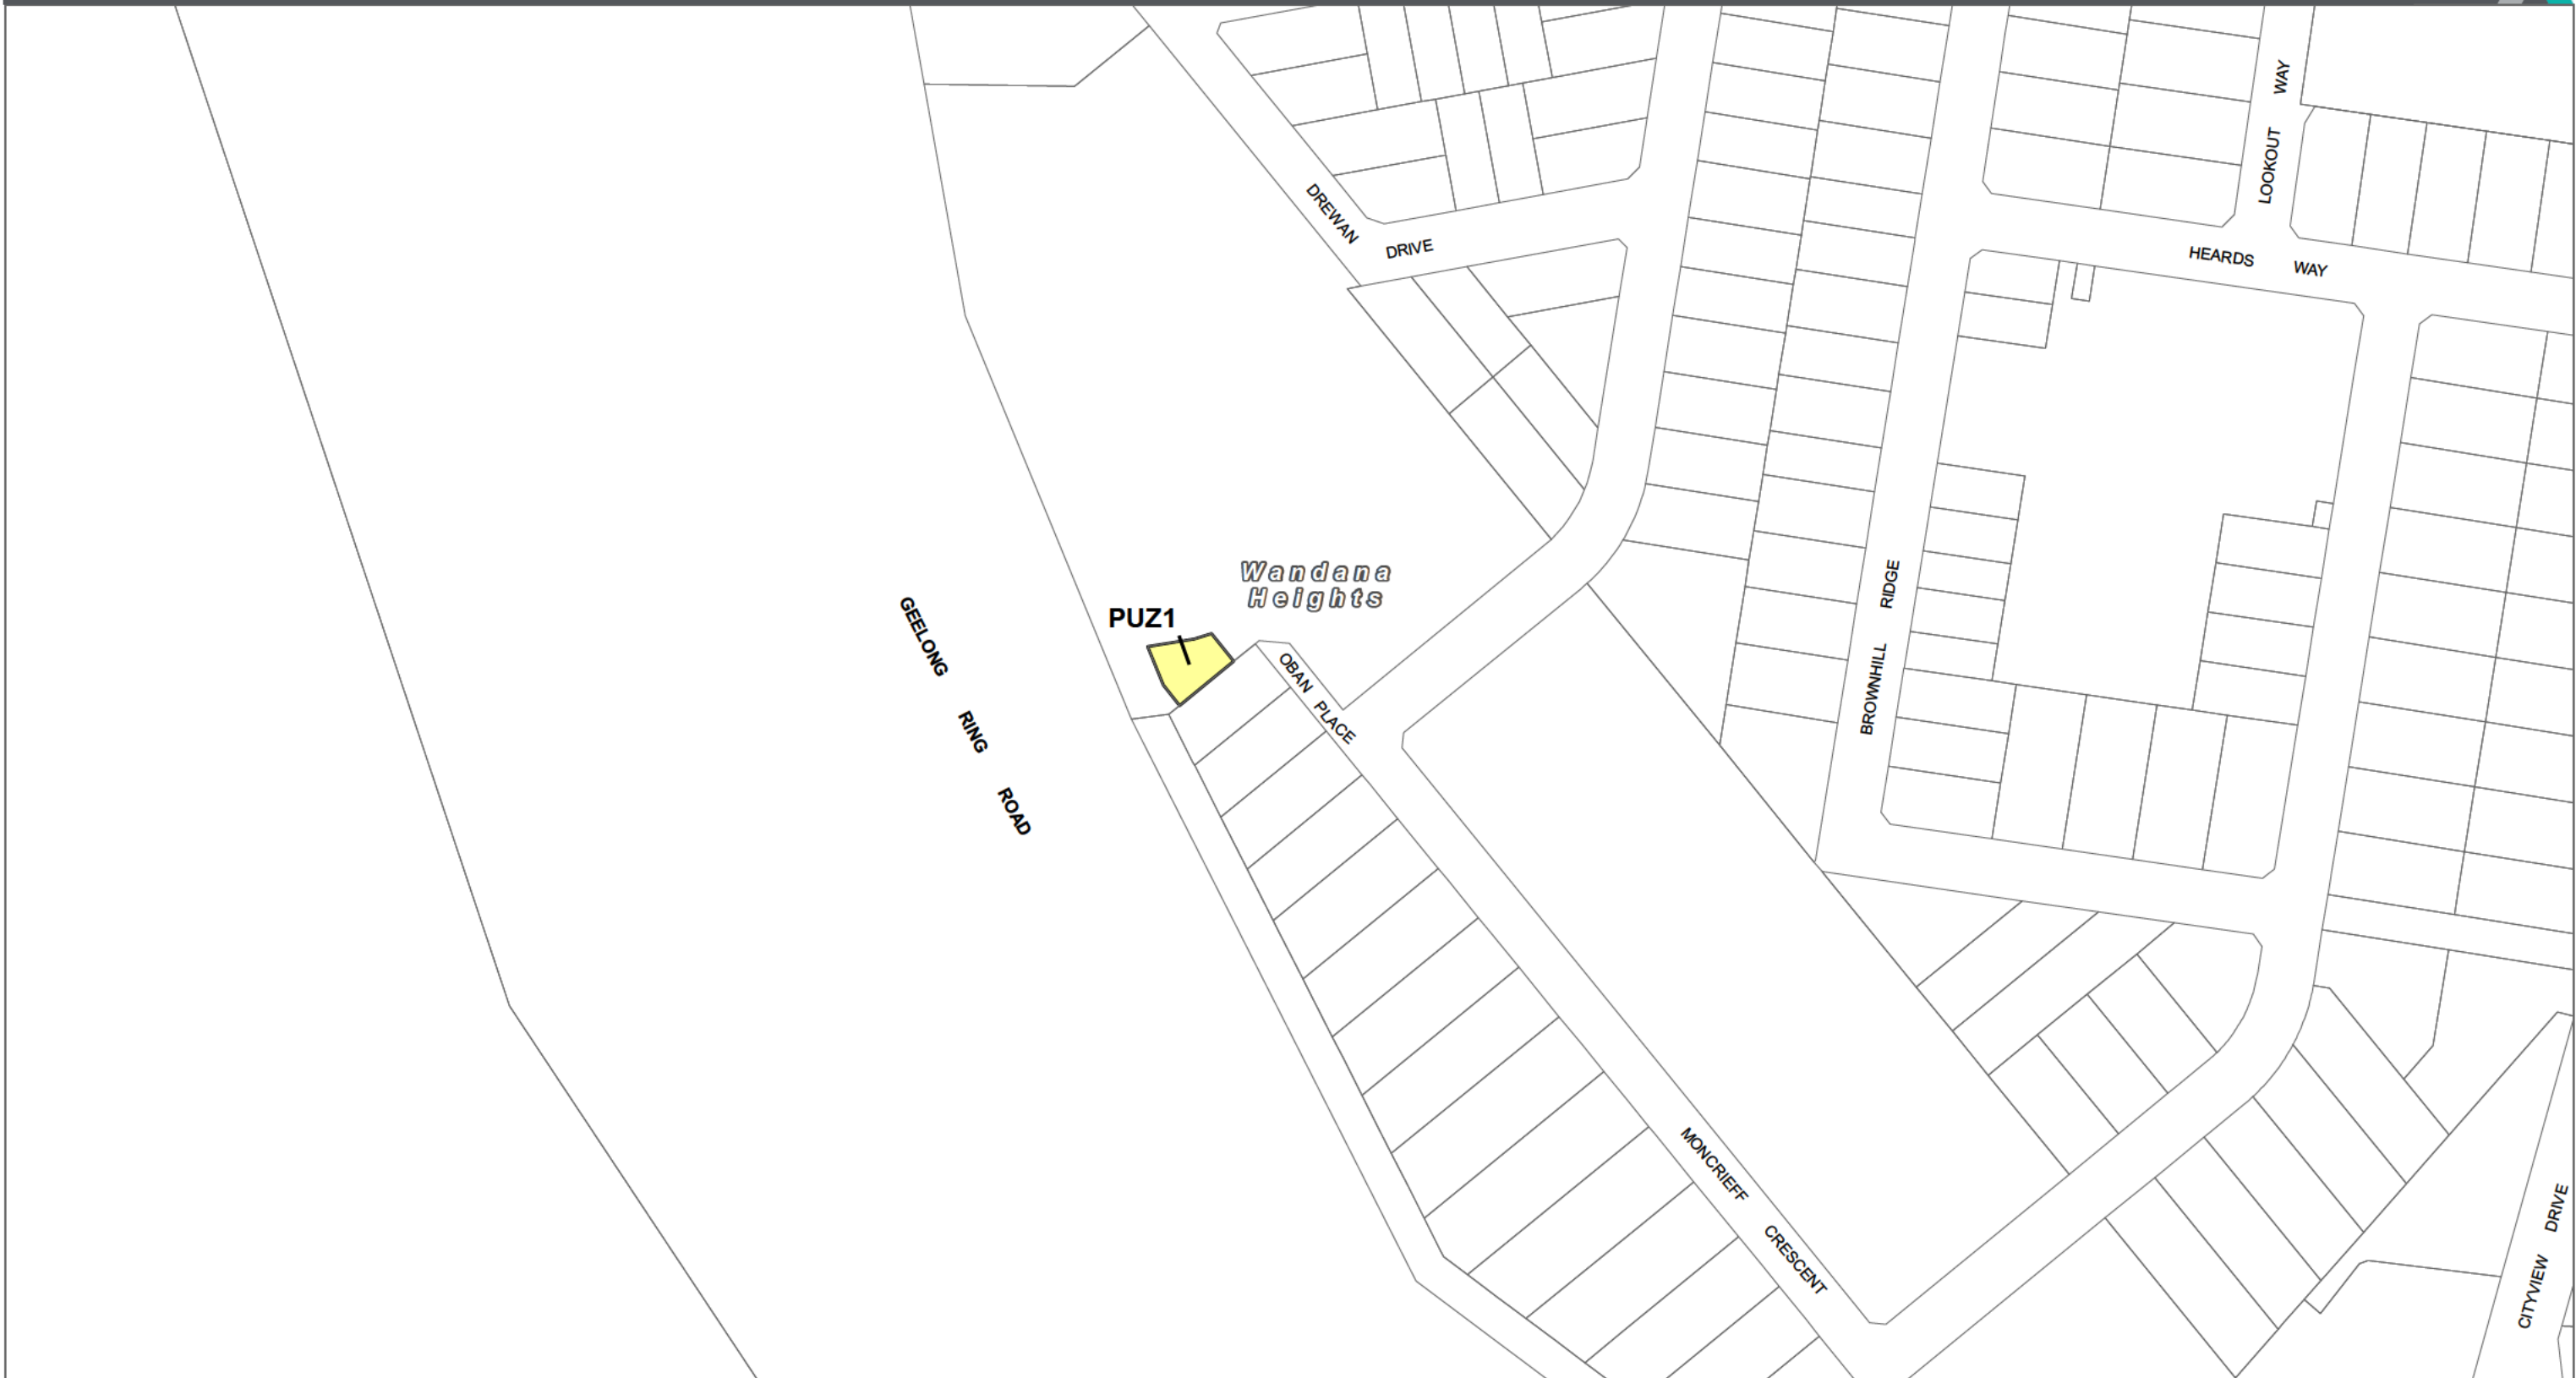 LOOKOUT WAY
DREWAN DRIVE
HEARDS WAY
Wandana
Heights
PUZ1
GEELONG RING ROAD
OBAN PLACE
BROWNHILL RIDGE
MONCRIEFF CRESCENT
CITYVIEW DRIVE